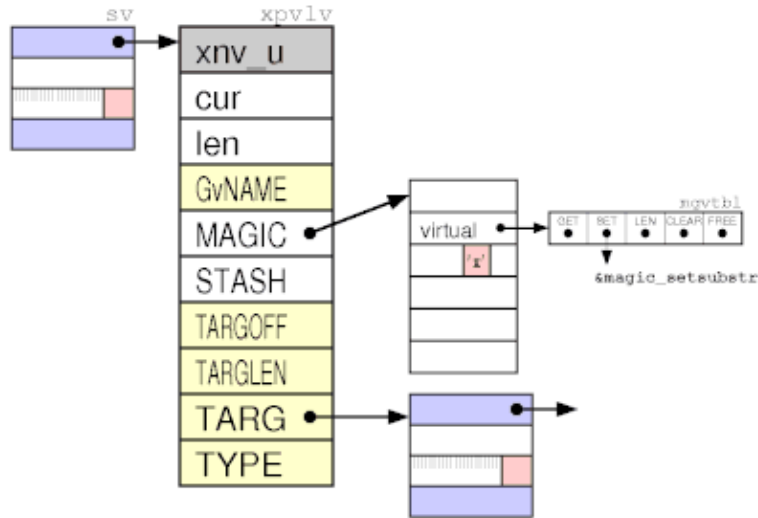 sv
xpvlv
xnv_u
cur
len
GvNAME
MAGIC
STASH
TARGOFF
TARGLEN
TARG
TYPE
virtual
mgvtbl
GET SET LEN CLEAR FREE
&magic_setsubstr